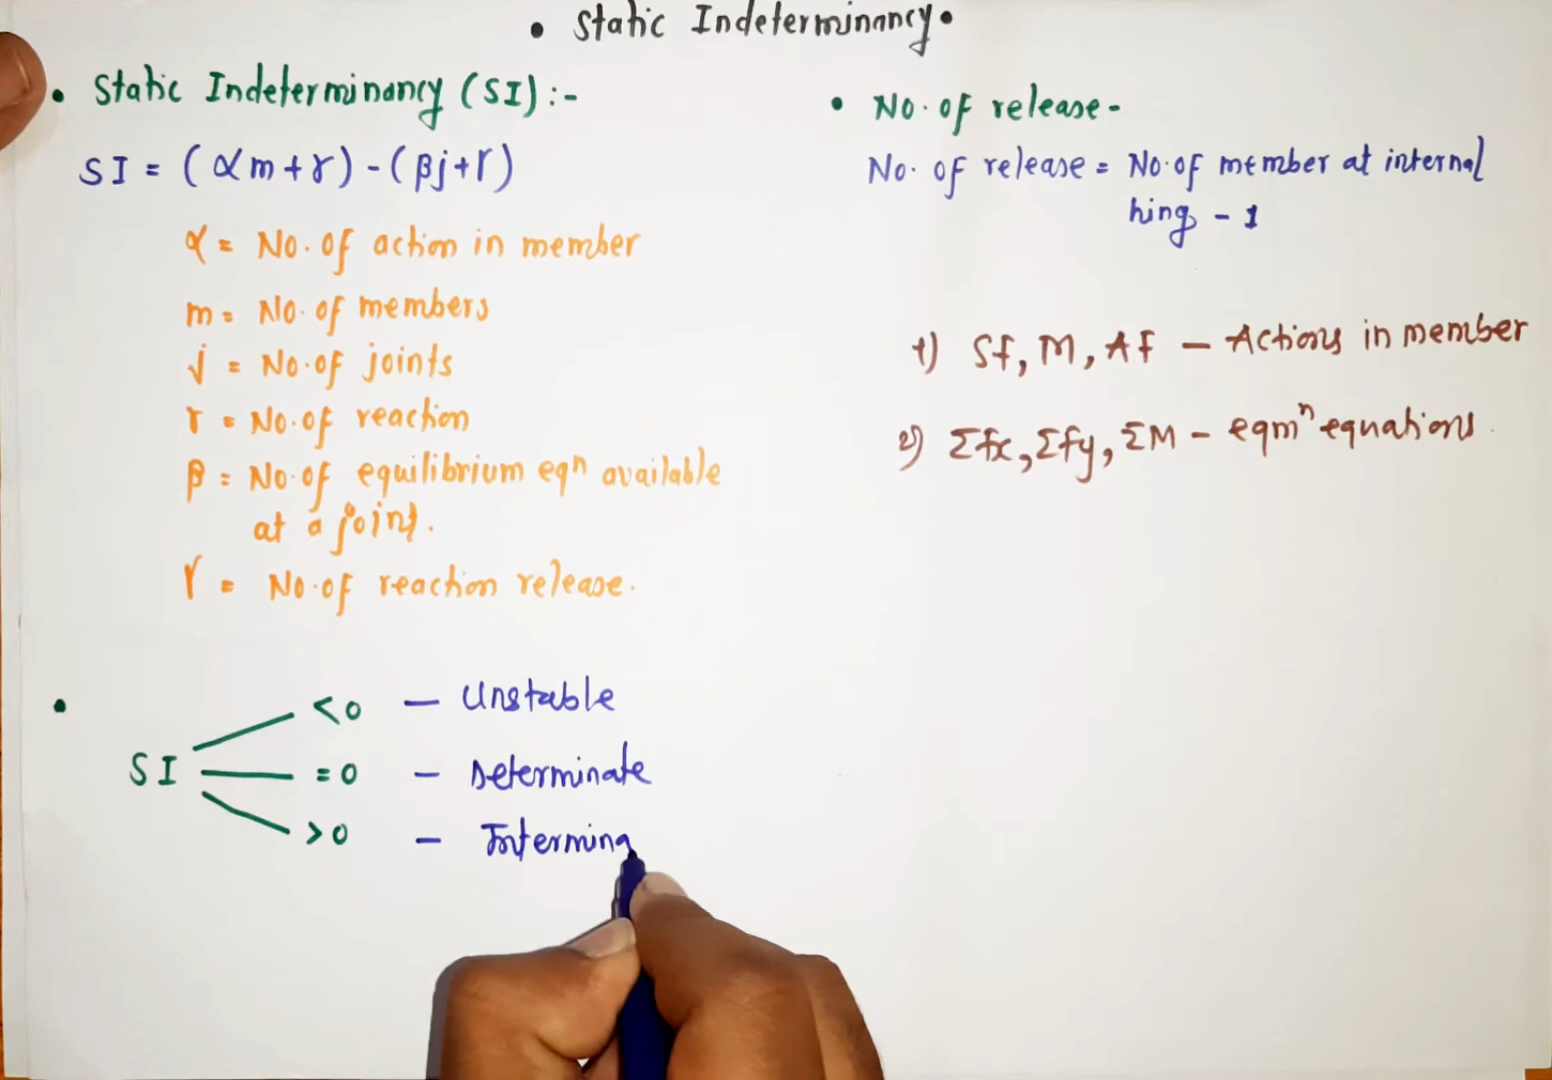 • Static Indeterminancy •
• Static Indeterminancy (SI) :-
SI = (αm + r) - (βj + Γ)
α = No. of action in member
m = No. of members
j = No. of joints
r = No. of reaction
β = No. of equilibrium eqn available
at a joint.
Γ = No. of reaction release.
• SI
< 0 — Unstable
= 0 — Determinate
> 0 — Intermina
• No. of release -
No. of release = No. of member at internal
hing - 1
1) Sf, M, AF — Actions in member
2) Σfx, Σfy, ΣM — eqmⁿ equations